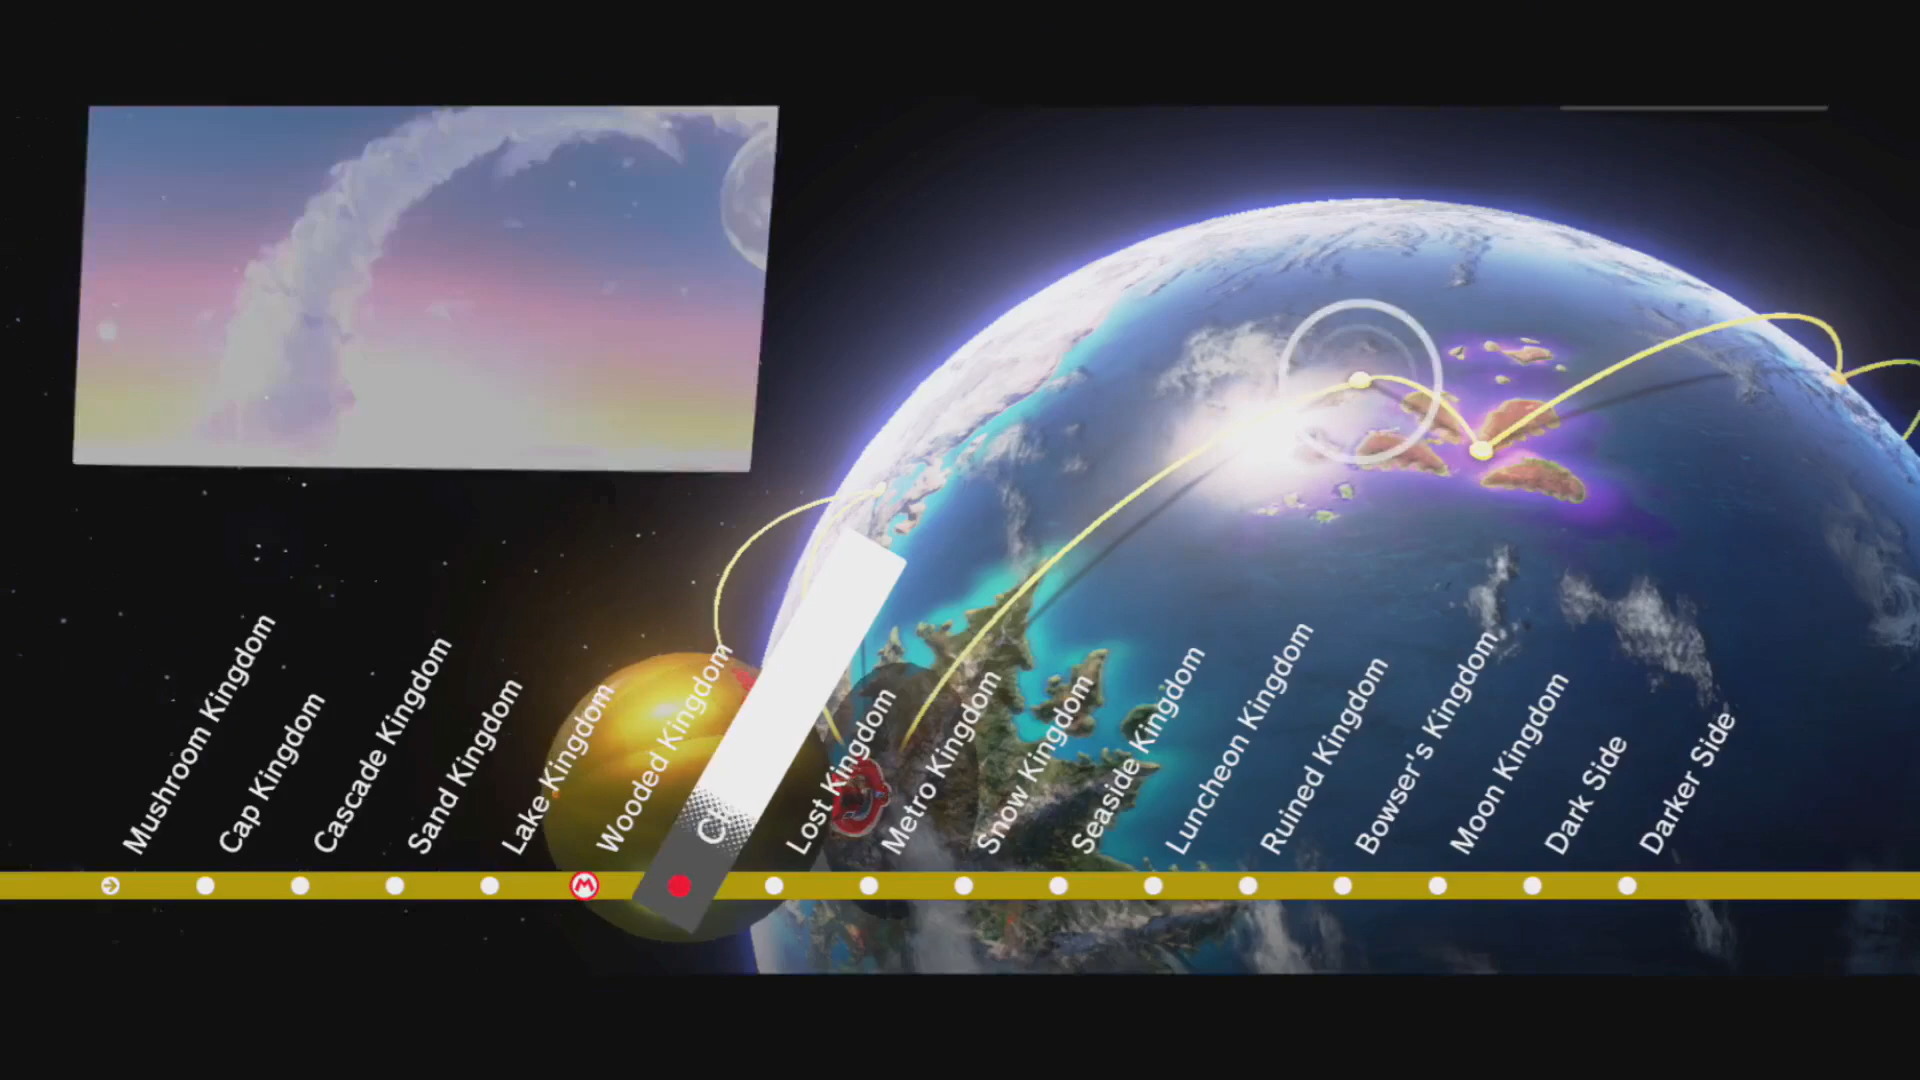 Mushroom Kingdom
Cap Kingdom
Cascade Kingdom
Sand Kingdom
Lake Kingdom
Wooded Kingdom
Lost Kingdom
Metro Kingdom
Snow Kingdom
Seaside Kingdom
Luncheon Kingdom
Ruined Kingdom
Bowser's Kingdom
Moon Kingdom
Dark Side
Darker Side